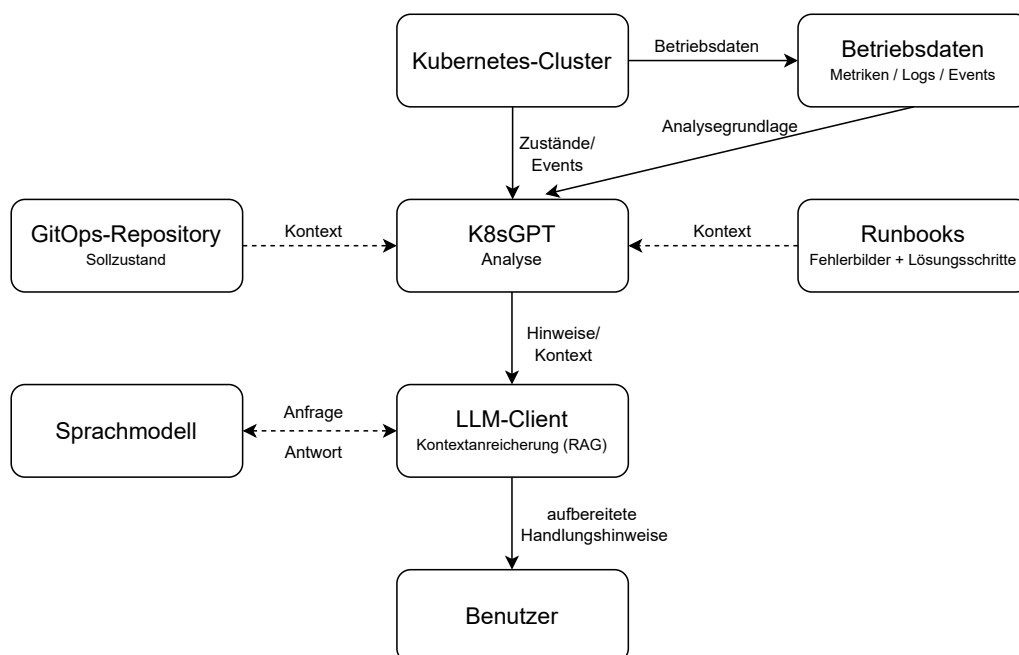 Kubernetes-Cluster
Betriebsdaten
Betriebsdaten
Metriken / Logs / Events
Zustände/
Events
Analysegrundlage
GitOps-Repository
Sollzustand
Kontext
K8sGPT
Analyse
Kontext
Runbooks
Fehlerbilder + Lösungsschritte
Hinweise/
Kontext
Sprachmodell
Anfrage
Antwort
LLM-Client
Kontextanreicherung (RAG)
aufbereitete
Handlungshinweise
Benutzer